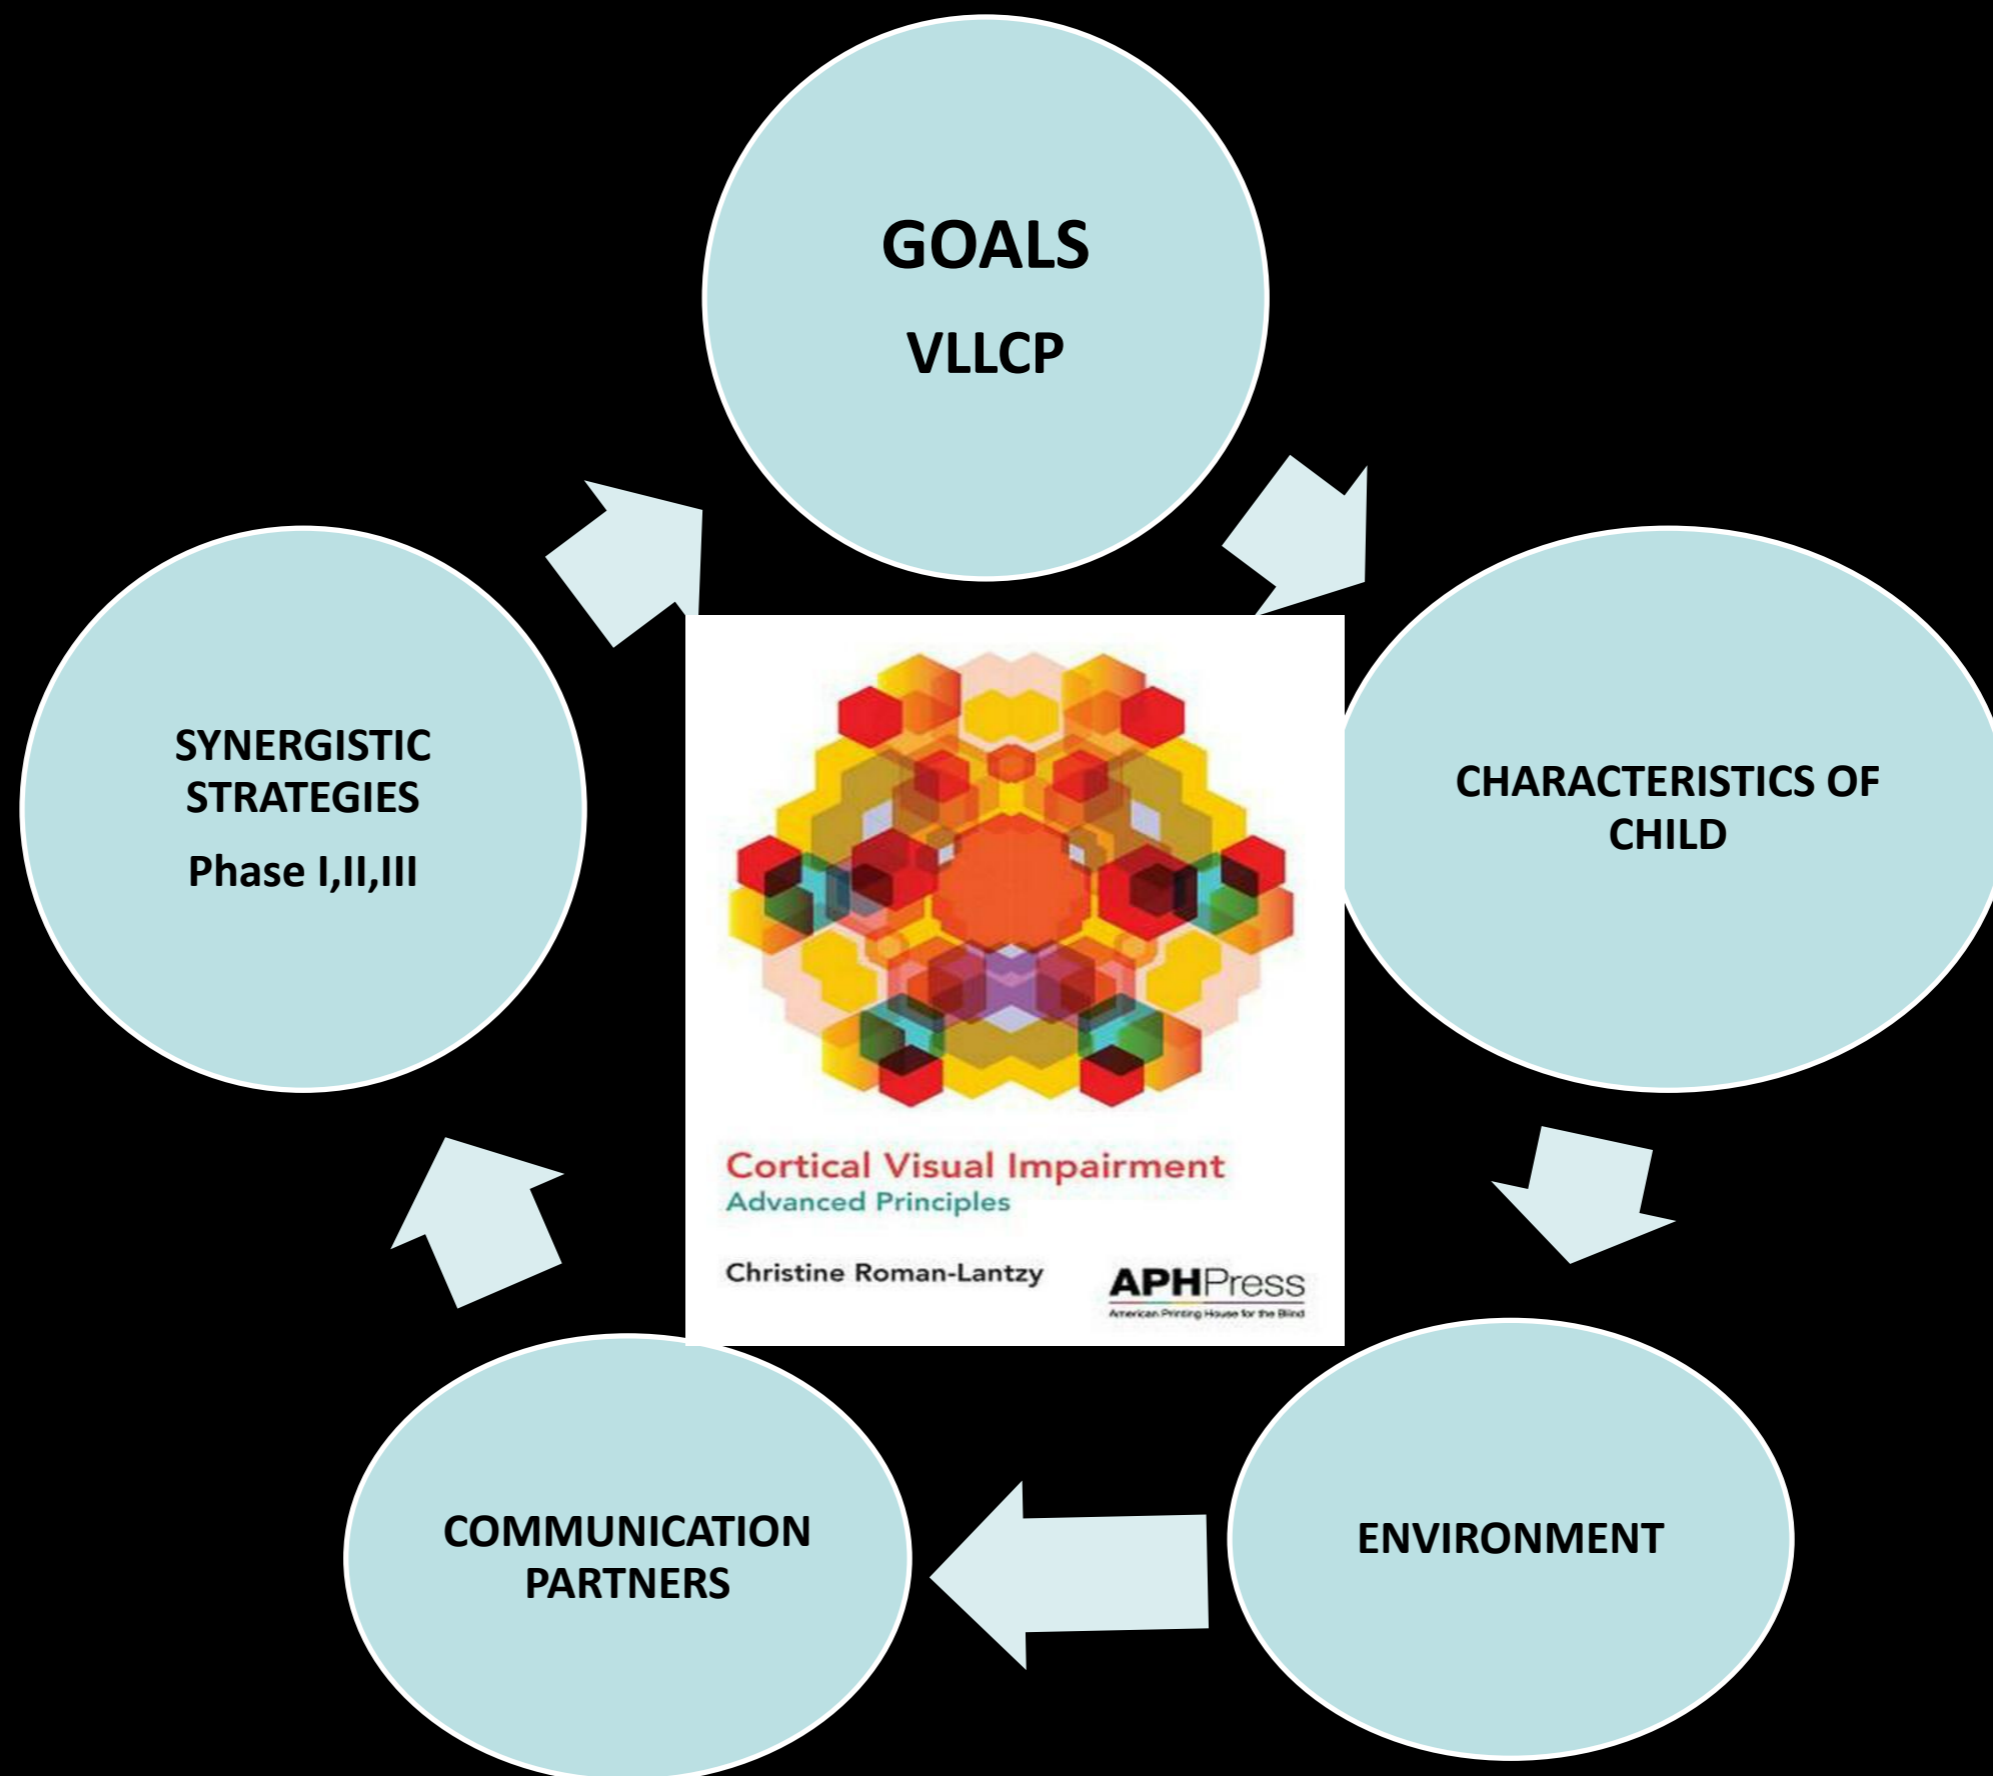 GOALS
VLLCP
CHARACTERISTICS OF
CHILD
ENVIRONMENT
COMMUNICATION
PARTNERS
SYNERGISTIC
STRATEGIES
Phase I,II,III
Cortical Visual Impairment
Advanced Principles
Christine Roman-Lantzy
APHPress
American Printing House for the Blind